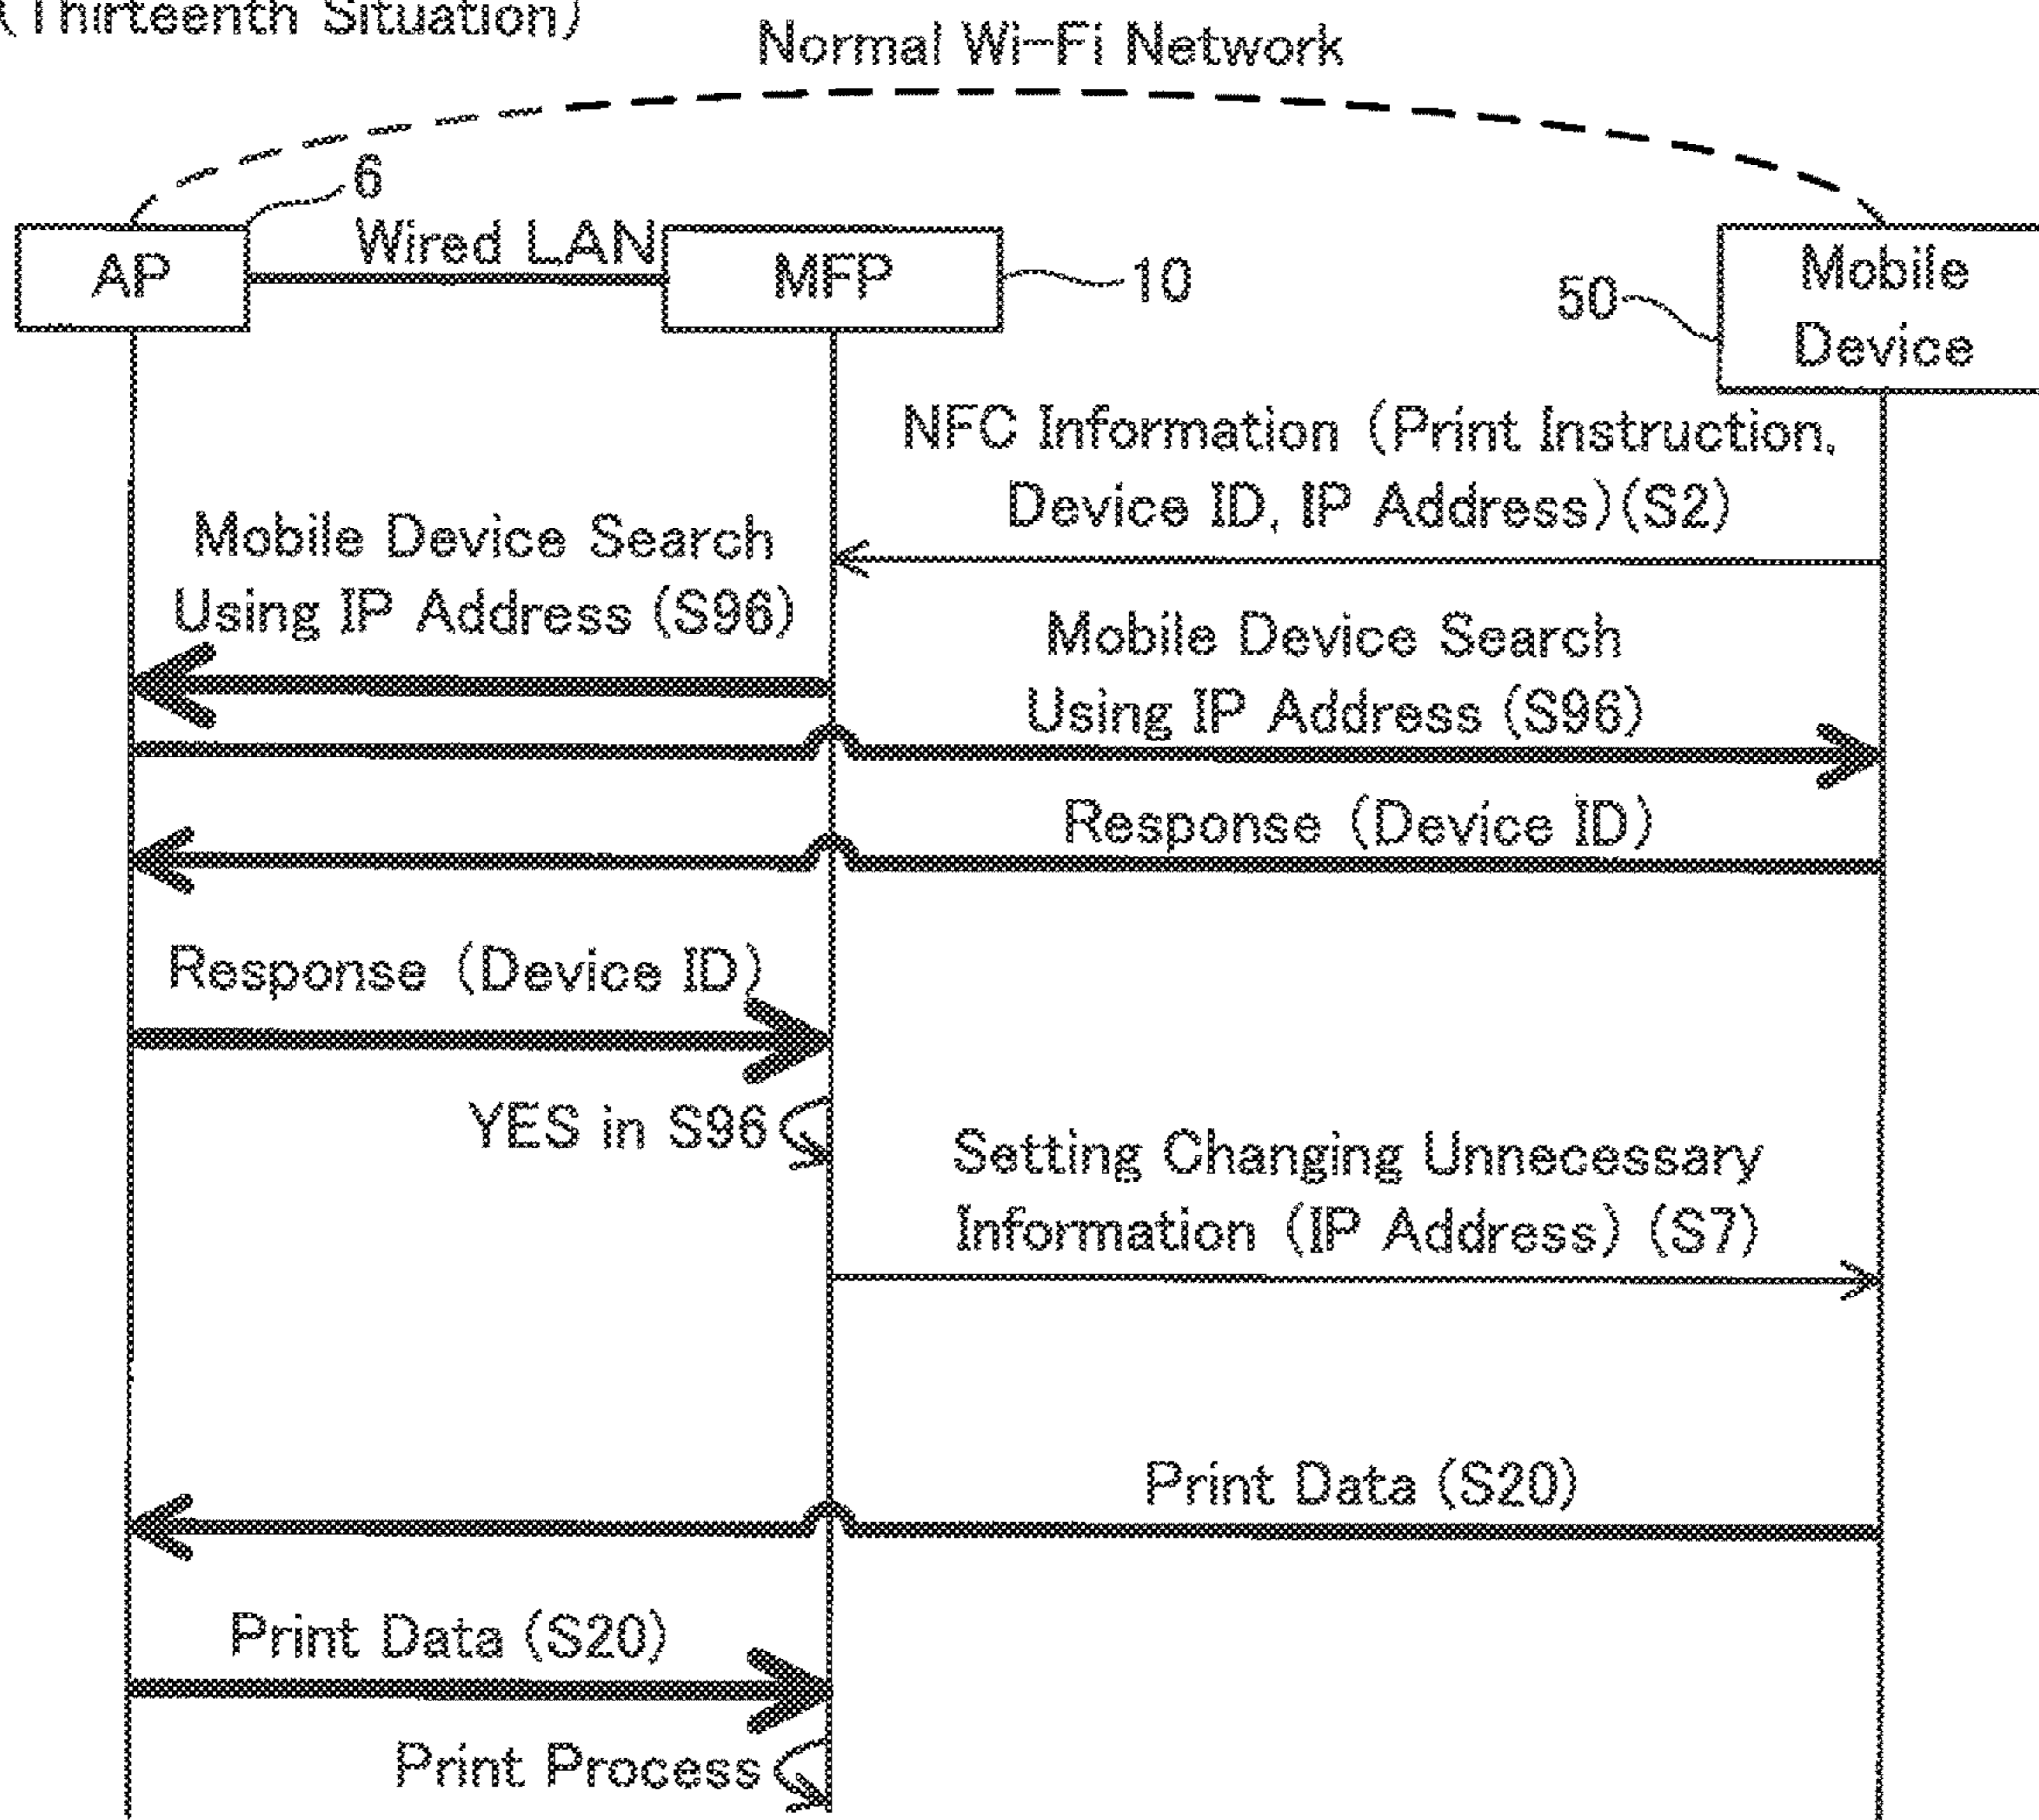 (Thirteenth Situation)
Normal Wi-Fi Network
6
Wired LAN
AP
MFP
10
50
Mobile
Device
NFC Information (Print Instruction,
Device ID, IP Address)(S2)
Mobile Device Search
Using IP Address (S96)
Mobile Device Search
Using IP Address (S96)
Response (Device ID)
Response (Device ID)
YES in S96
Setting Changing Unnecessary
Information (IP Address) (S7)
Print Data (S20)
Print Data (S20)
Print Process